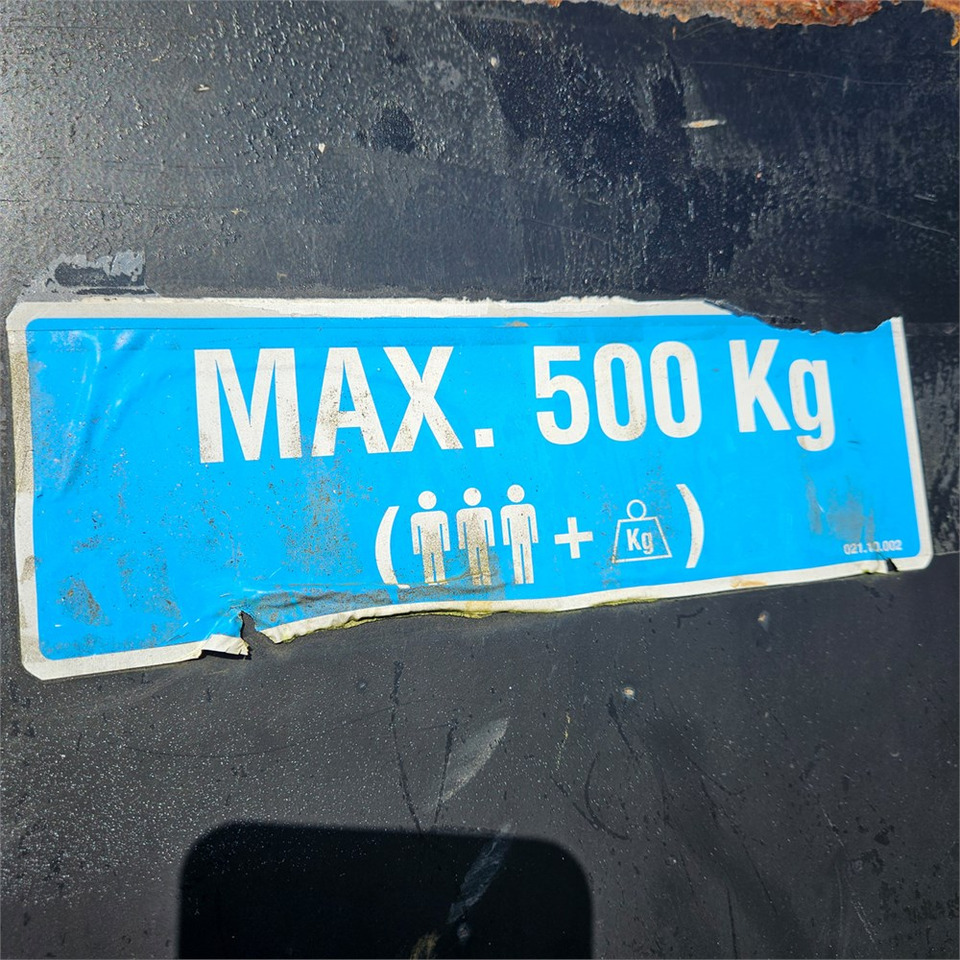 MAX. 500 Kg
( + Kg )